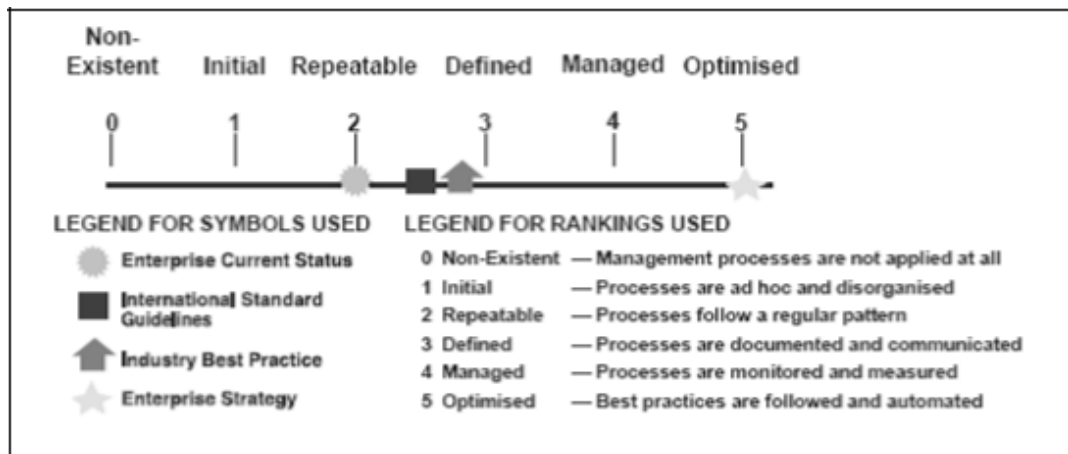 Non-
Existent Initial Repeatable Defined Managed Optimised
0 1 2 3 4 5
LEGEND FOR SYMBOLS USED
Enterprise Current Status
International Standard
Guidelines
Industry Best Practice
Enterprise Strategy
LEGEND FOR RANKINGS USED
0 Non-Existent — Management processes are not applied at all
1 Initial — Processes are ad hoc and disorganised
2 Repeatable — Processes follow a regular pattern
3 Defined — Processes are documented and communicated
4 Managed — Processes are monitored and measured
5 Optimised — Best practices are followed and automated